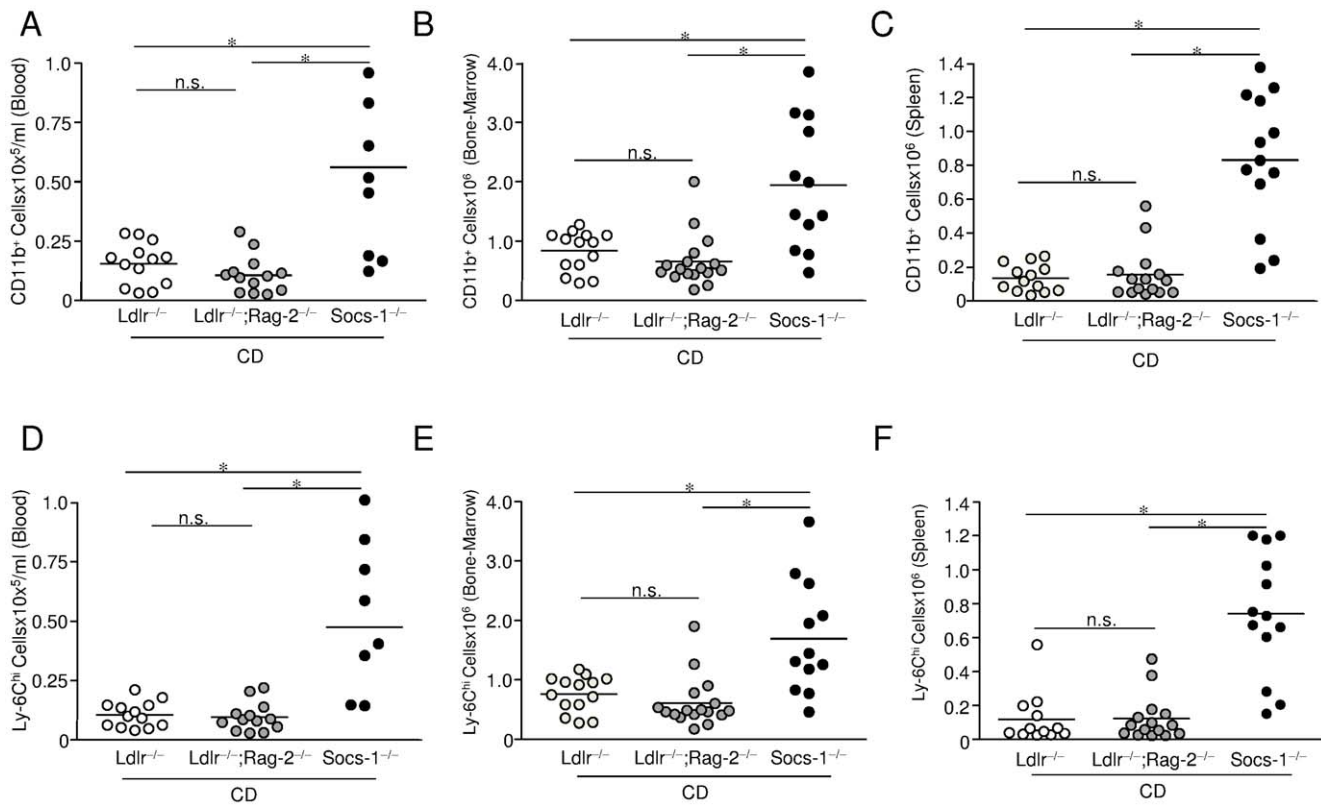 A
CD11b⁺ Cellsx10x⁵/ml (Blood)
1.0
0.75
0.50
0.25
0
*
*
n.s.
Ldlr⁻/⁻
Ldlr⁻/⁻;Rag-2⁻/⁻
Socs-1⁻/⁻
CD
B
CD11b⁺ Cellsx10⁶ (Bone-Marrow)
4.0
3.0
2.0
1.0
0
*
*
n.s.
Ldlr⁻/⁻
Ldlr⁻/⁻;Rag-2⁻/⁻
Socs-1⁻/⁻
CD
C
CD11b⁺ Cellsx10⁶ (Spleen)
1.4
1.2
1.0
0.8
0.6
0.4
0.2
0
*
*
n.s.
Ldlr⁻/⁻
Ldlr⁻/⁻;Rag-2⁻/⁻
Socs-1⁻/⁻
CD
D
Ly-6Cʰⁱ Cellsx10x⁵/ml (Blood)
1.0
0.75
0.50
0.25
0
*
*
n.s.
Ldlr⁻/⁻
Ldlr⁻/⁻;Rag-2⁻/⁻
Socs-1⁻/⁻
CD
E
Ly-6Cʰⁱ Cellsx10⁶ (Bone-Marrow)
4.0
3.0
2.0
1.0
0
*
*
n.s.
Ldlr⁻/⁻
Ldlr⁻/⁻;Rag-2⁻/⁻
Socs-1⁻/⁻
CD
F
Ly-6Cʰⁱ Cellsx10⁶ (Spleen)
1.4
1.2
1.0
0.8
0.6
0.4
0.2
0
*
*
n.s.
Ldlr⁻/⁻
Ldlr⁻/⁻;Rag-2⁻/⁻
Socs-1⁻/⁻
CD